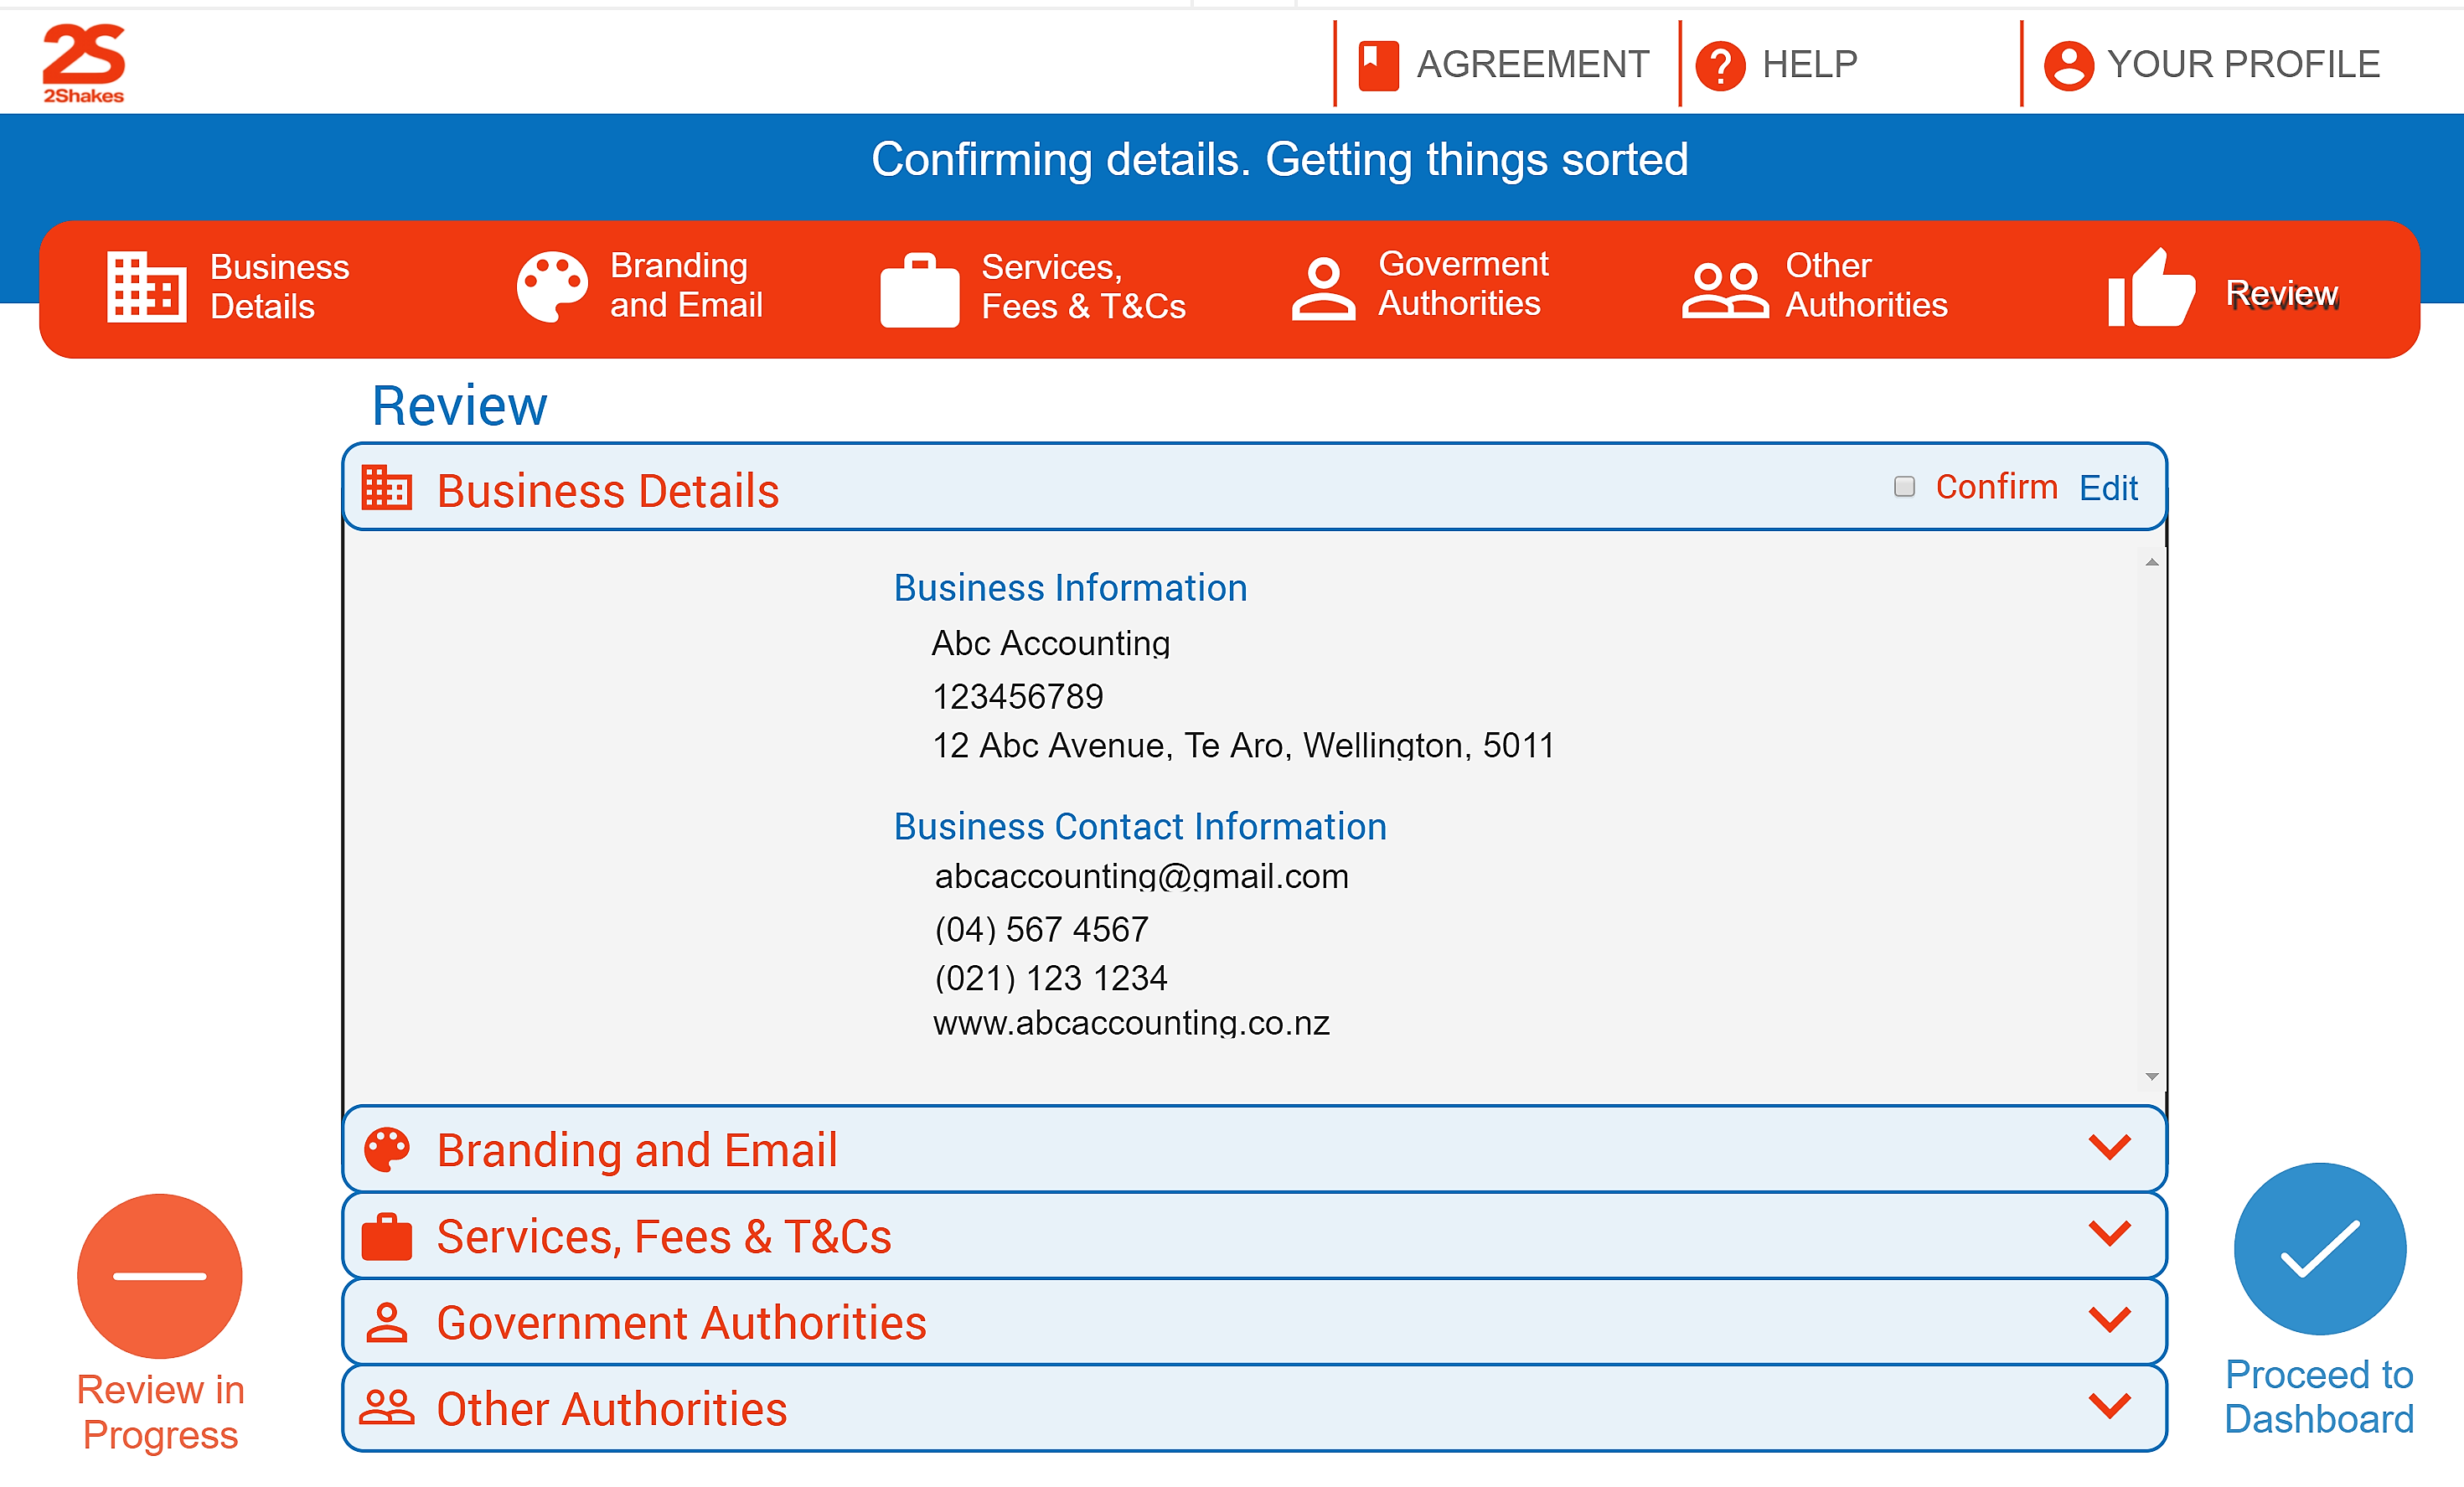 2S
2Shakes
AGREEMENT
HELP
YOUR PROFILE
Confirming details. Getting things sorted
Business
Details
Branding
and Email
Services,
Fees & T&Cs
Goverment
Authorities
Other
Authorities
Review
Review
Business Details
Confirm Edit
Business Information
Abc Accounting
123456789
12 Abc Avenue, Te Aro, Wellington, 5011
Business Contact Information
abcaccounting@gmail.com
(04) 567 4567
(021) 123 1234
www.abcaccounting.co.nz
Branding and Email
Services, Fees & T&Cs
Government Authorities
Other Authorities
Review in
Progress
Proceed to
Dashboard